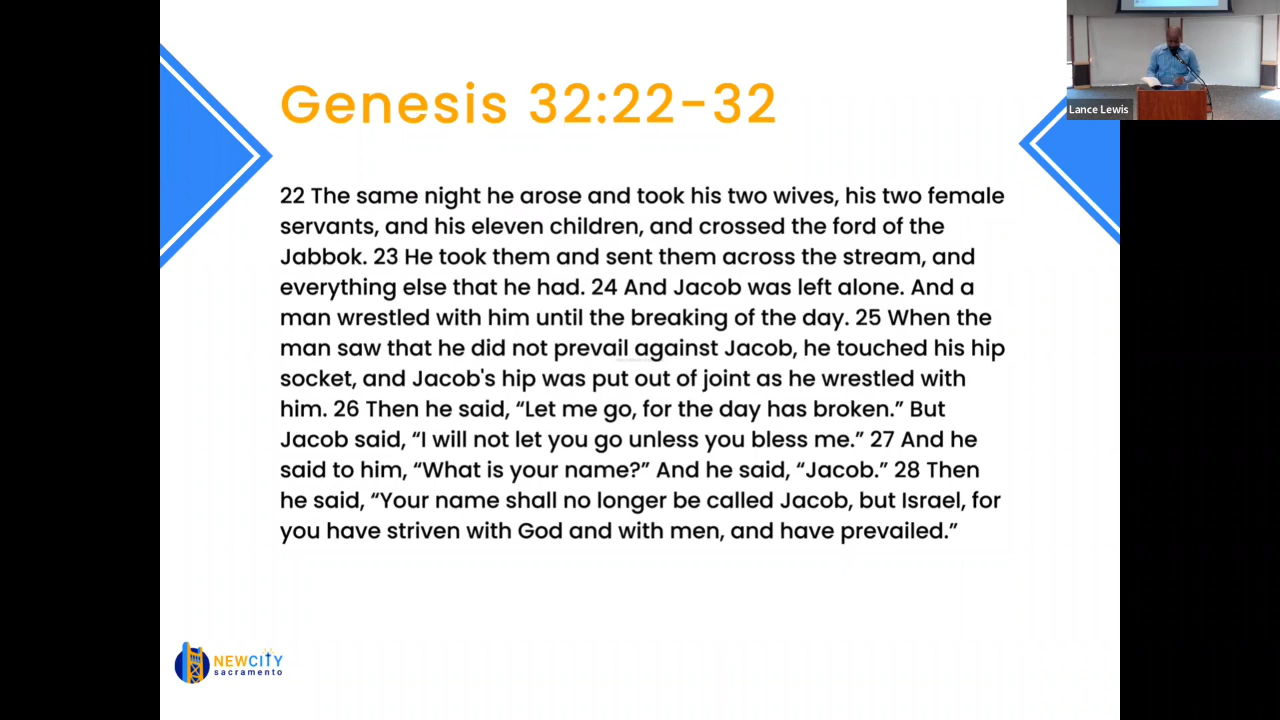 Genesis 32:22-32
22 The same night he arose and took his two wives, his two female
servants, and his eleven children, and crossed the ford of the
Jabbok. 23 He took them and sent them across the stream, and
everything else that he had. 24 And Jacob was left alone. And a
man wrestled with him until the breaking of the day. 25 When the
man saw that he did not prevail against Jacob, he touched his hip
socket, and Jacob's hip was put out of joint as he wrestled with
him. 26 Then he said, “Let me go, for the day has broken.” But
Jacob said, “I will not let you go unless you bless me.” 27 And he
said to him, “What is your name?” And he said, “Jacob.” 28 Then
he said, “Your name shall no longer be called Jacob, but Israel, for
you have striven with God and with men, and have prevailed.”
Lance Lewis
NEWCITY
sacramento